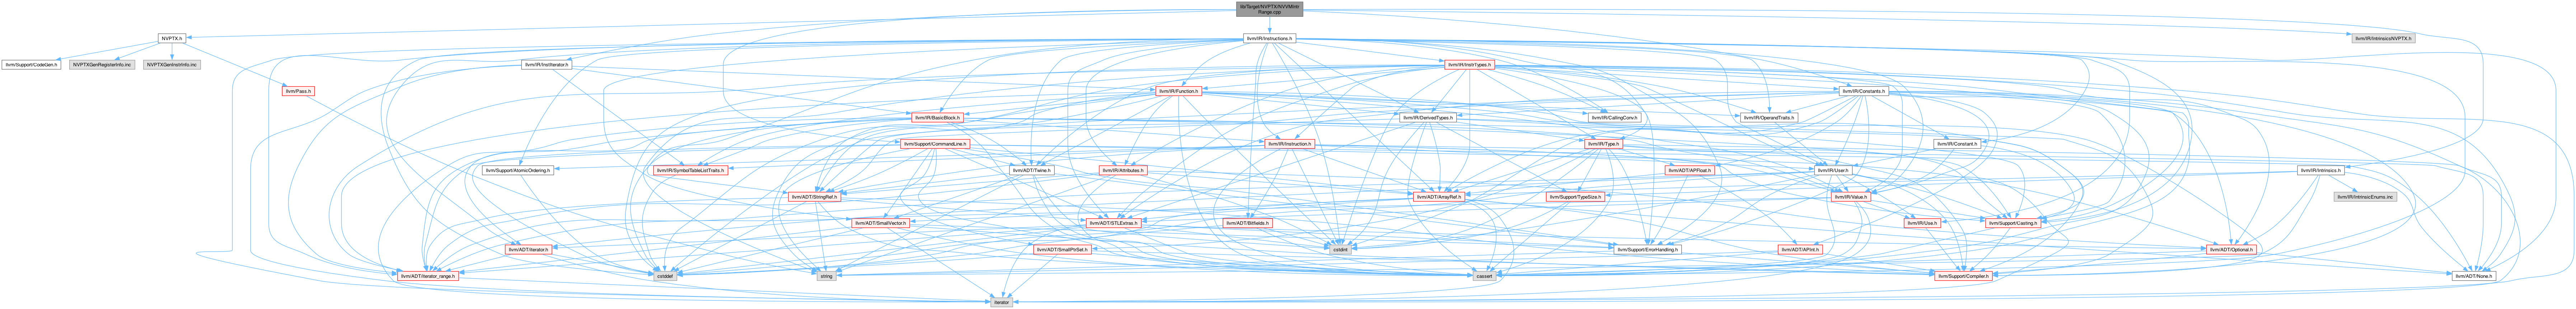 lib/Target/NVPTX/NVVMIntr
Range.cpp
NVPTX.h
llvm/IR/Instructions.h
llvm/IR/IntrinsicsNVPTX.h
llvm/Support/CodeGen.h
NVPTXGenRegisterInfo.inc
NVPTXGenInstrInfo.inc
llvm/IR/InstIterator.h
llvm/IR/InstrTypes.h
llvm/Pass.h
llvm/IR/Function.h
llvm/IR/Constants.h
llvm/IR/BasicBlock.h
llvm/IR/DerivedTypes.h
llvm/IR/CallingConv.h
llvm/IR/OperandTraits.h
llvm/Support/CommandLine.h
llvm/IR/Instruction.h
llvm/IR/Type.h
llvm/IR/Constant.h
llvm/Support/AtomicOrdering.h
llvm/IR/SymbolTableListTraits.h
llvm/ADT/Twine.h
llvm/IR/Attributes.h
llvm/ADT/APFloat.h
llvm/IR/User.h
llvm/IR/Intrinsics.h
llvm/ADT/StringRef.h
llvm/ADT/ArrayRef.h
llvm/Support/TypeSize.h
llvm/IR/Value.h
llvm/IR/IntrinsicEnums.inc
llvm/ADT/SmallVector.h
llvm/ADT/STLExtras.h
llvm/ADT/Bitfields.h
llvm/IR/Use.h
llvm/Support/Casting.h
llvm/ADT/iterator.h
llvm/ADT/SmallPtrSet.h
cstdint
llvm/Support/ErrorHandling.h
llvm/ADT/APInt.h
llvm/ADT/Optional.h
llvm/ADT/iterator_range.h
cstddef
string
cassert
llvm/Support/Compiler.h
llvm/ADT/None.h
iterator